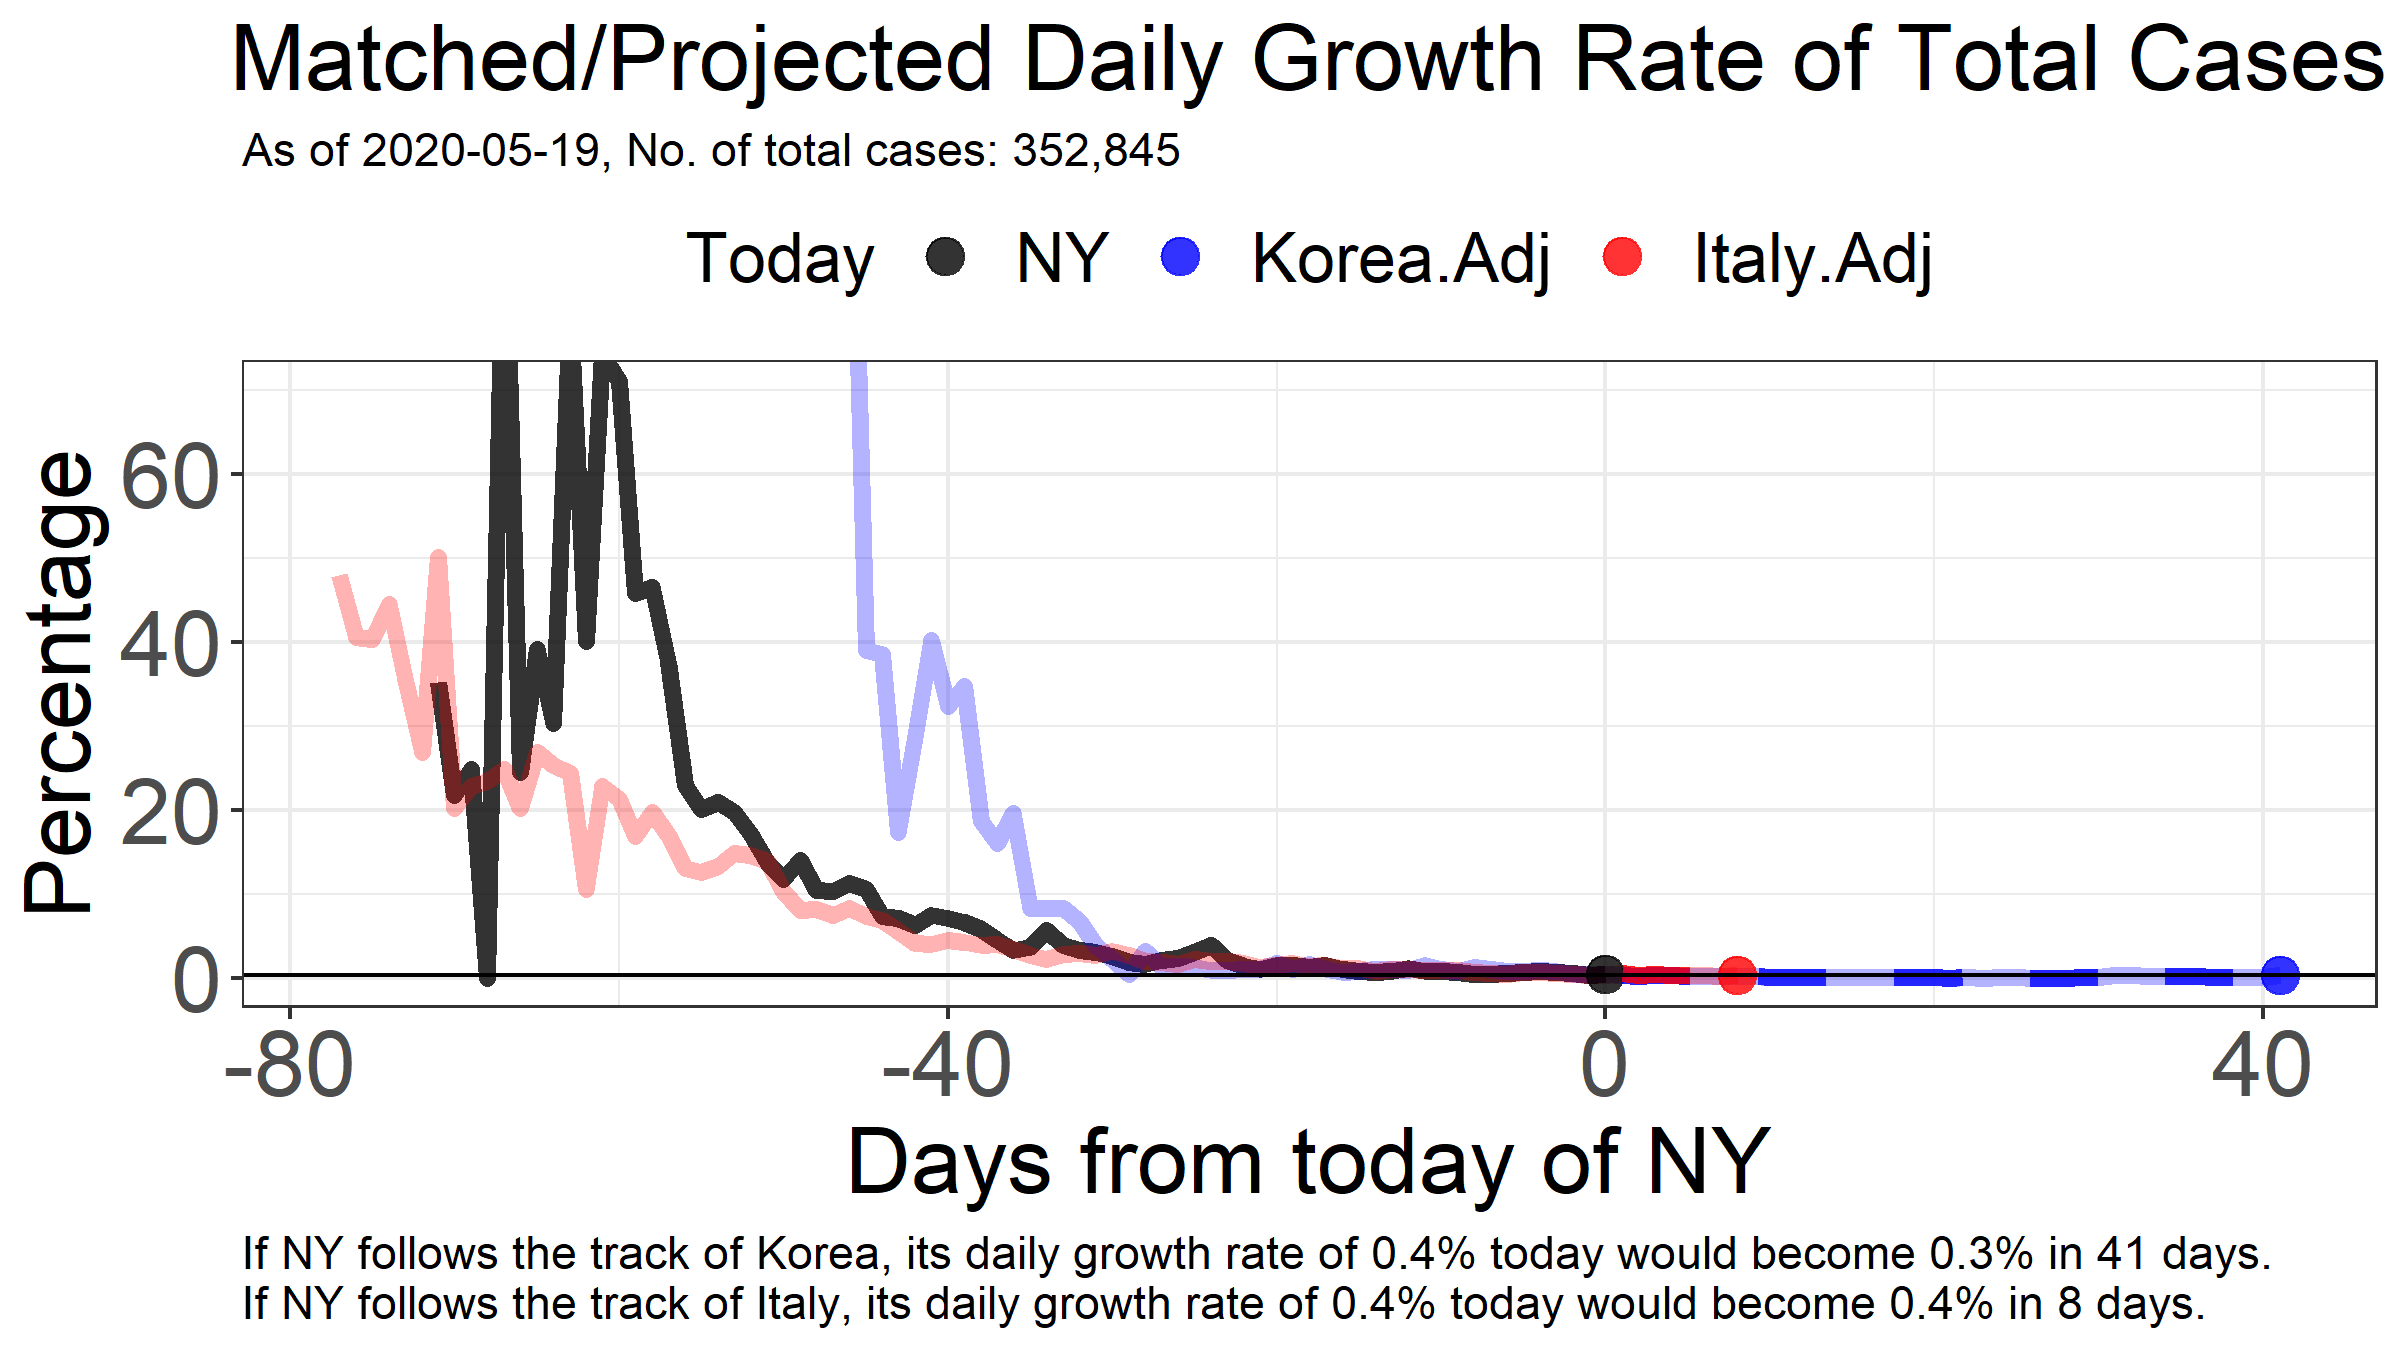 Matched/Projected Daily Growth Rate of Total Cases
As of 2020-05-19, No. of total cases: 352,845
Today NY Korea.Adj Italy.Adj
Percentage
60
40
20
0
-80 -40 0 40
Days from today of NY
If NY follows the track of Korea, its daily growth rate of 0.4% today would become 0.3% in 41 days.
If NY follows the track of Italy, its daily growth rate of 0.4% today would become 0.4% in 8 days.